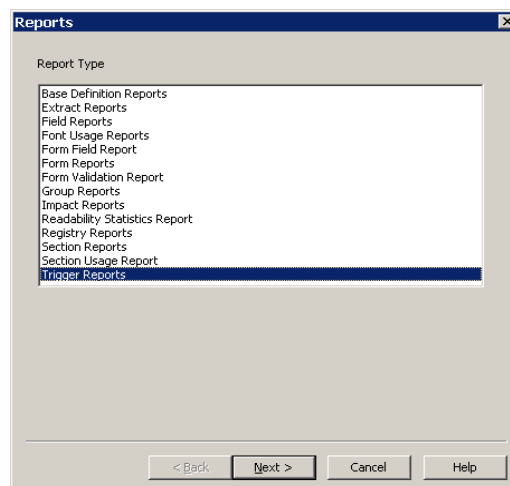 Reports
Report Type
Base Definition Reports
Extract Reports
Field Reports
Font Usage Reports
Form Field Report
Form Reports
Form Validation Report
Group Reports
Impact Reports
Readability Statistics Report
Registry Reports
Section Reports
Section Usage Report
Trigger Reports
< Back Next > Cancel Help